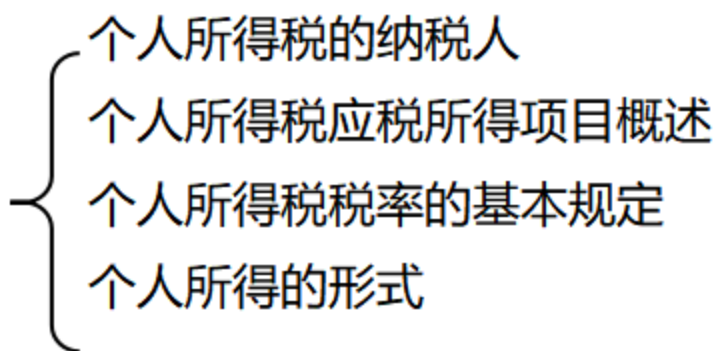 个人所得税的纳税人
个人所得税应税所得项目概述
个人所得税税率的基本规定
个人所得的形式